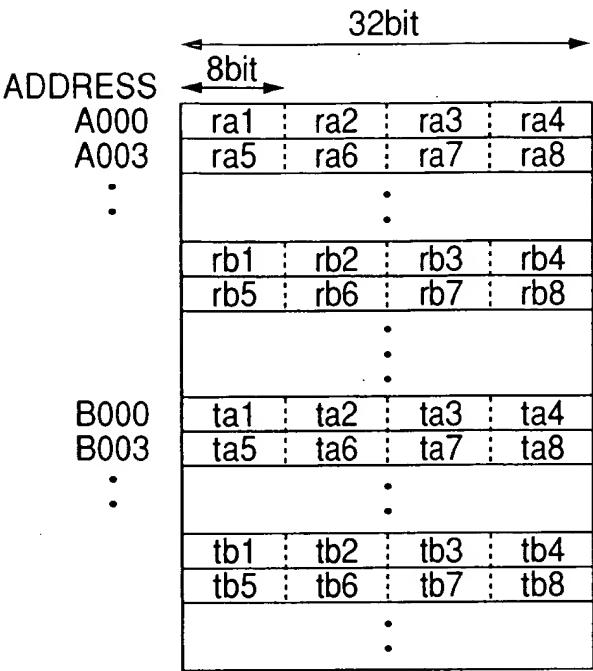 32bit
8bit
ADDRESS
A000 ra1 ra2 ra3 ra4
A003 ra5 ra6 ra7 ra8
rb1 rb2 rb3 rb4
rb5 rb6 rb7 rb8
B000 ta1 ta2 ta3 ta4
B003 ta5 ta6 ta7 ta8
tb1 tb2 tb3 tb4
tb5 tb6 tb7 tb8